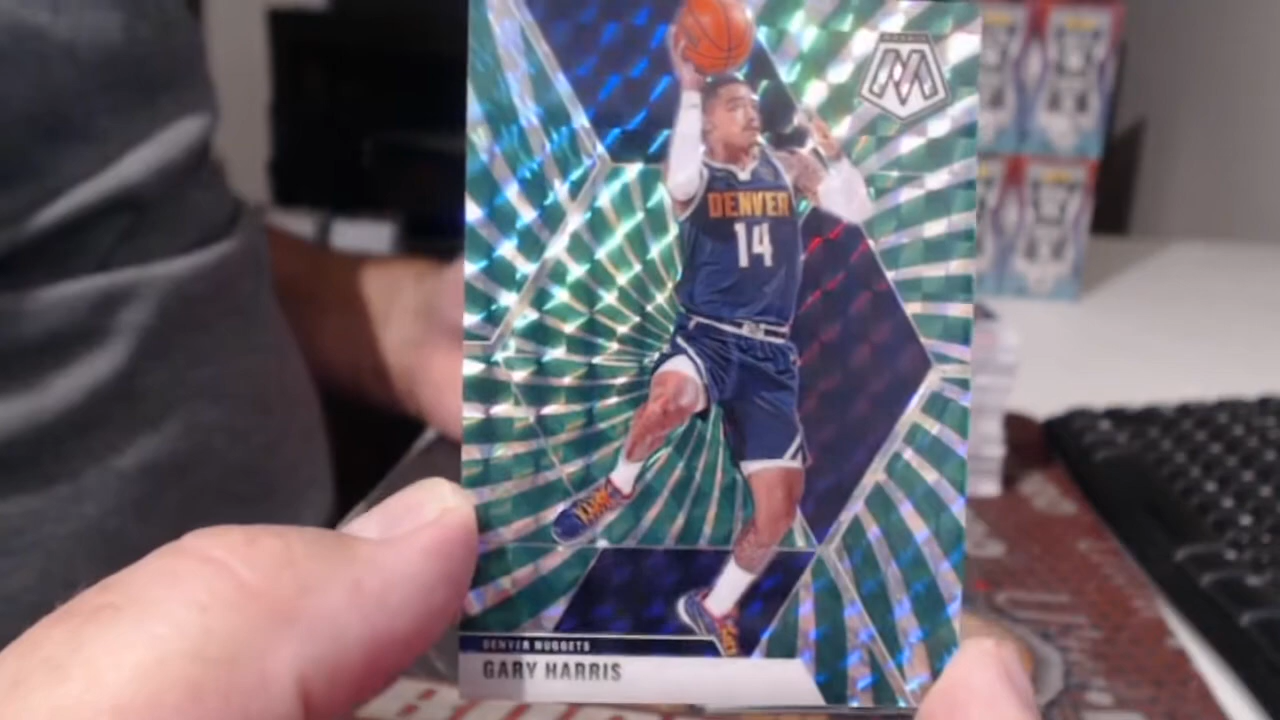 MOSAIC
DENVER
14
DENVER NUGGETS
GARY HARRIS